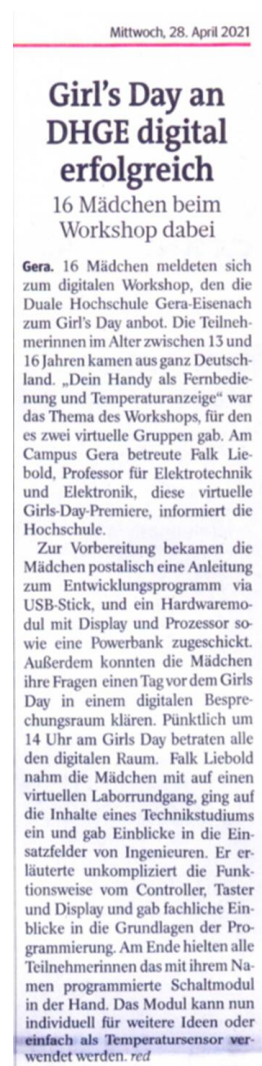 Mittwoch, 28. April 2021
Girl's Day an
DHGE digital
erfolgreich
16 Mädchen beim
Workshop dabei
Gera. 16 Mädchen meldeten sich
zum digitalen Workshop, den die
Duale Hochschule Gera-Eisenach
zum Girl's Day anbot. Die Teilneh-
merinnen im Alter zwischen 13 und
16 Jahren kamen aus ganz Deutsch-
land. „Dein Handy als Fernbedie-
nung und Temperaturanzeige“ war
das Thema des Workshops, für den
es zwei virtuelle Gruppen gab. Am
Campus Gera betreute Falk Lie-
bold, Professor für Elektrotechnik
und Elektronik, diese virtuelle
Girls-Day-Premiere, informiert die
Hochschule.
Zur Vorbereitung bekamen die
Mädchen postalisch eine Anleitung
zum Entwicklungsprogramm via
USB-Stick, und ein Hardwaremo-
dul mit Display und Prozessor so-
wie eine Powerbank zugeschickt.
Außerdem konnten die Mädchen
ihre Fragen einen Tag vor dem Girls
Day in einem digitalen Bespre-
chungsraum klären. Pünktlich um
14 Uhr am Girls Day betraten alle
den digitalen Raum. Falk Liebold
nahm die Mädchen mit auf einen
virtuellen Laborrundgang, ging auf
die Inhalte eines Technikstudiums
ein und gab Einblicke in die Ein-
satzfelder von Ingenieuren. Er er-
läuterte unkompliziert die Funk-
tionsweise vom Controller, Taster
und Display und gab fachliche Ein-
blicke in die Grundlagen der Pro-
grammierung. Am Ende hielten alle
Teilnehmerinnen das mit ihrem Na-
men programmierte Schaltmodul
in der Hand. Das Modul kann nun
individuell für weitere Ideen oder
einfach als Temperatursensor ver-
wendet werden. red